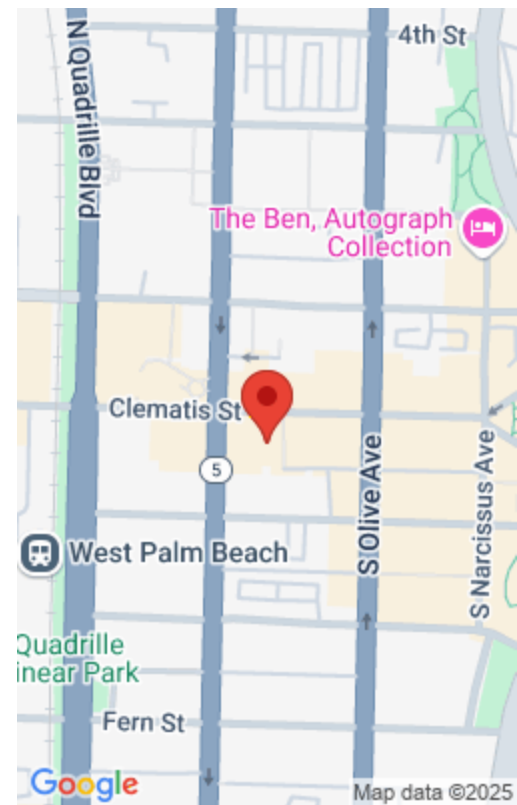 4th St
N Quadrille Blvd
The Ben, Autograph
Collection
Clematis St
5
S Olive Ave
S Narcissus Ave
West Palm Beach
Quadrille
inear Park
Fern St
Google
Map data ©2025